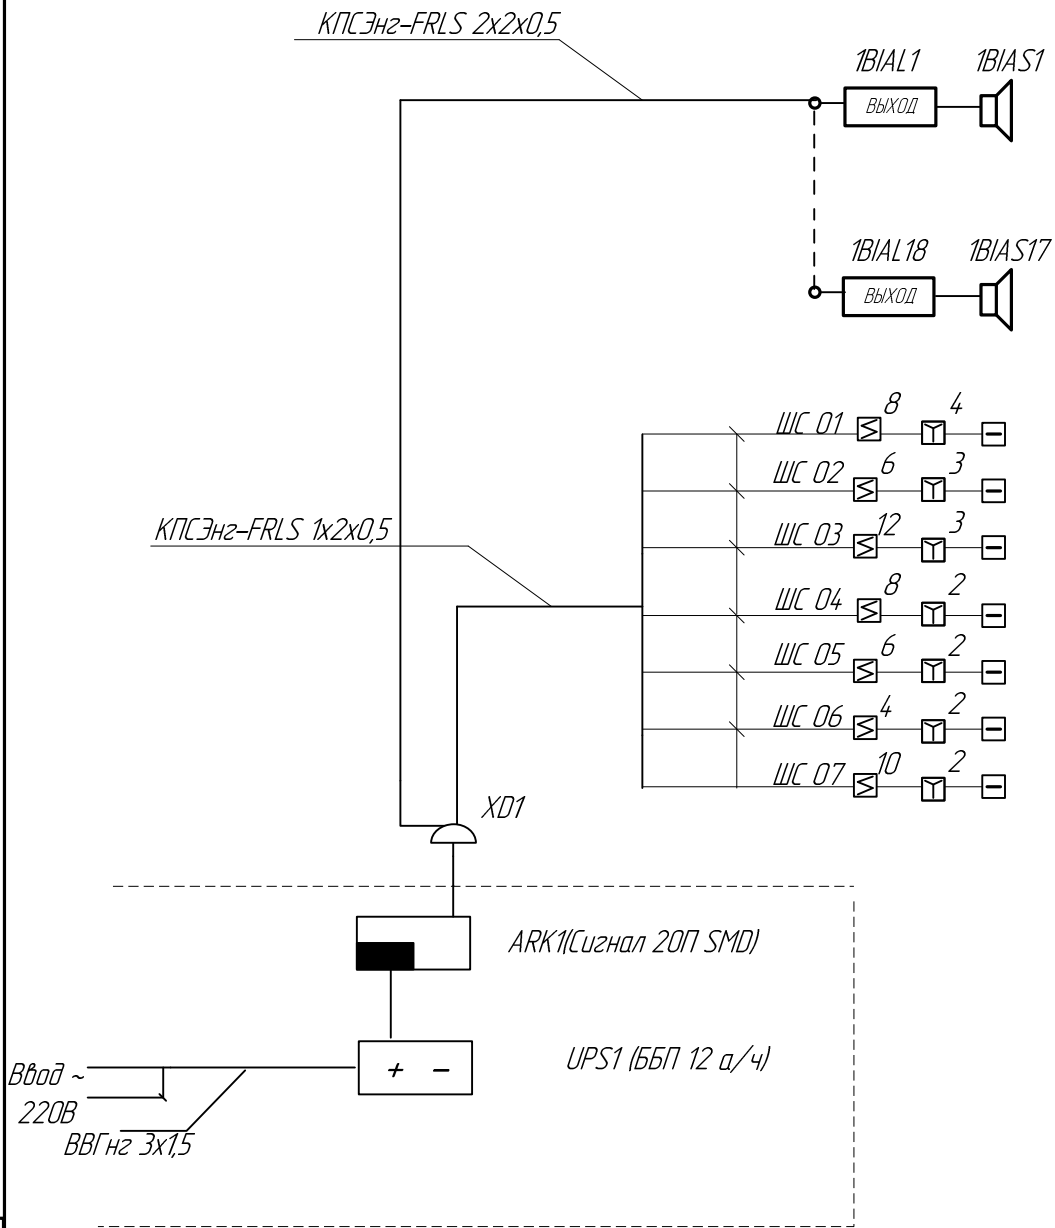 КПСЭнг-FRLS 2х2х0,5
1BIAL1
1BIAS1
ВЫХОД
1BIAL18
1BIAS17
ВЫХОД
ШС 01
8
4
ШС 02
6
3
КПСЭнг-FRLS 1х2х0,5
ШС 03
12
3
ШС 04
8
2
ШС 05
6
2
ШС 06
4
2
ШС 07
10
2
XD1
ARK1(Сигнал 20П SMD)
UPS1 (ББП 12 а/ч)
+ -
Ввод ~
220В
ВВГнг 3х1,5